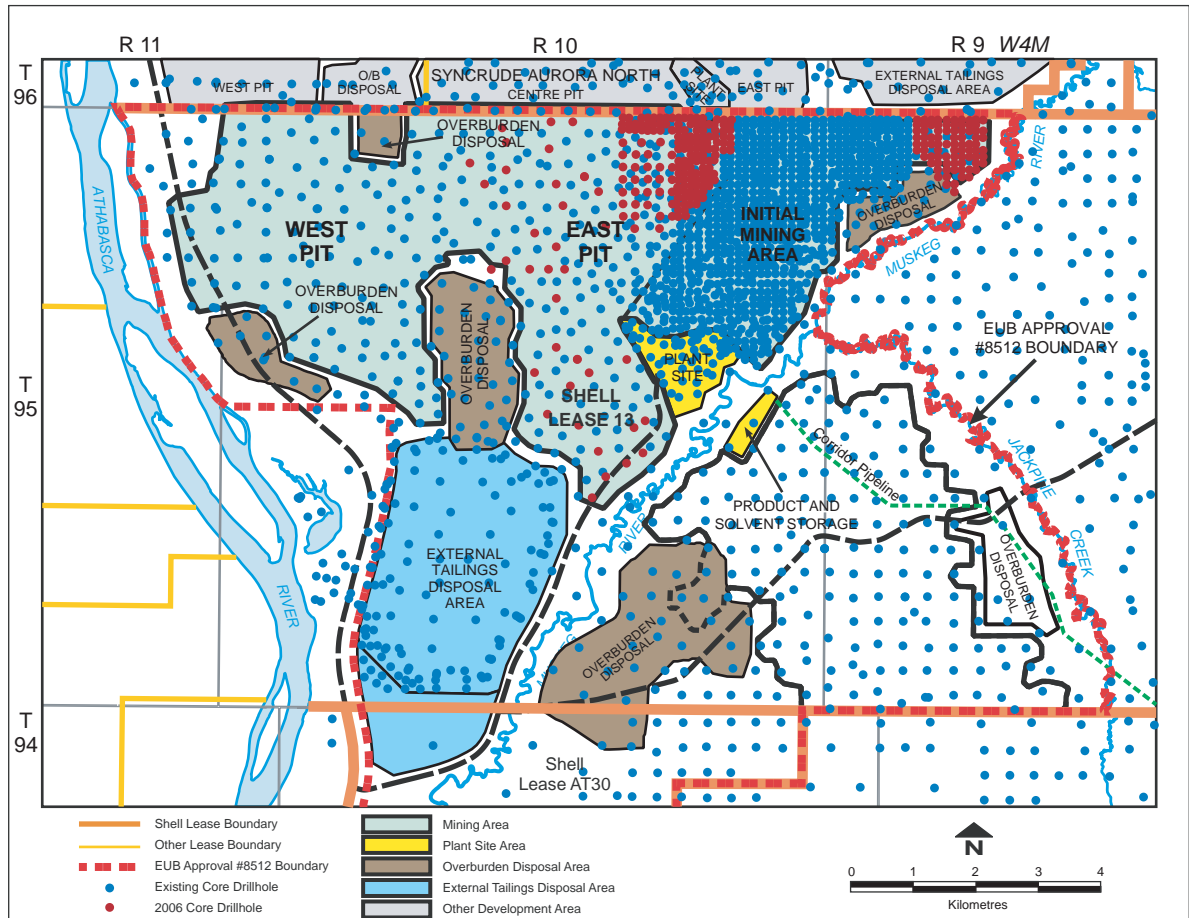 R 11
R 10
R 9 W4M
T
96
WEST PIT
O/B
DISPOSAL
SYNCRUDE AURORA NORTH
CENTRE PIT
PLANT
SITE
EAST PIT
EXTERNAL TAILINGS
DISPOSAL AREA
OVERBURDEN
DISPOSAL
RIVER
ATHABASCA
OVERBURDEN
DISPOSAL
WEST
PIT
EAST
PIT
INITIAL
MINING
AREA
MUSKEG
OVERBURDEN
DISPOSAL
OVERBURDEN
DISPOSAL
EUB APPROVAL
#8512 BOUNDARY
PLANT
SITE
T
95
SHELL
LEASE 13
Corridor Pipeline
JACKPINE
PRODUCT AND
SOLVENT STORAGE
RIVER
EXTERNAL
TAILINGS
DISPOSAL
AREA
OVERBURDEN
DISPOSAL
CREEK
RIVER
OVERBURDEN
DISPOSAL
T
94
Shell
Lease AT30
Shell Lease Boundary
Other Lease Boundary
EUB Approval #8512 Boundary
Existing Core Drillhole
2006 Core Drillhole
Mining Area
Plant Site Area
Overburden Disposal Area
External Tailings Disposal Area
Other Development Area
N
0 1 2 3 4
Kilometres